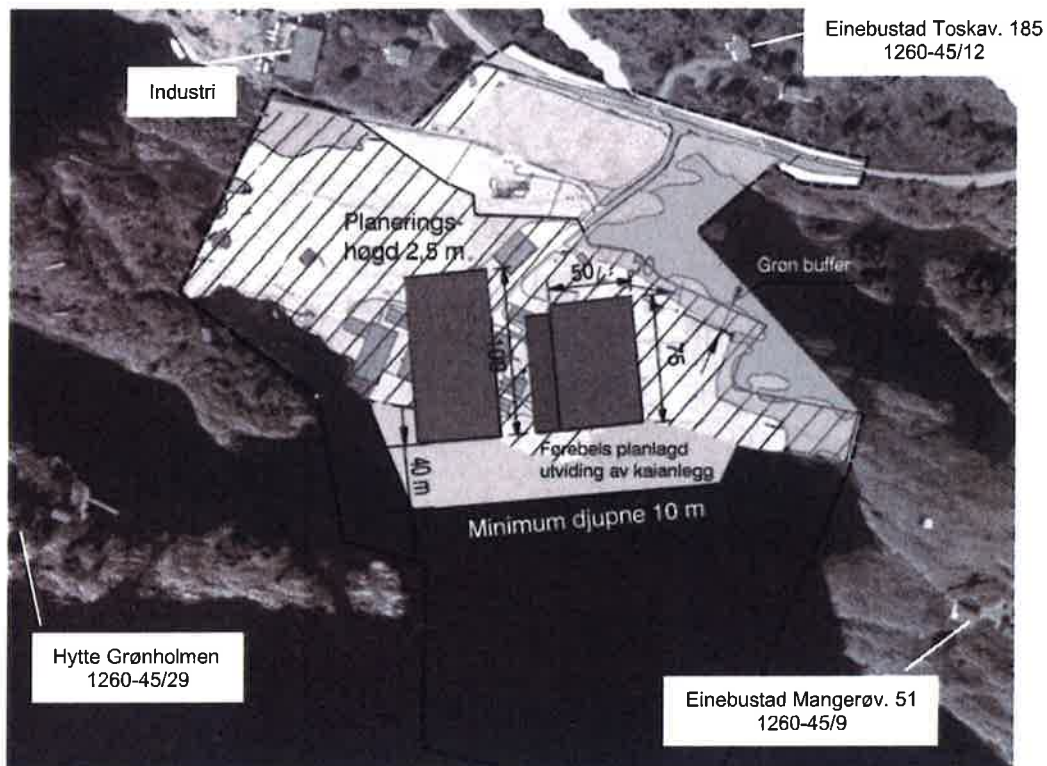 Einebustad Toskav. 185
1260-45/12
Industri
Planerings-
høgd 2,5 m
Grøn buffer
50
100
75
40 m
Førebels planlagd
utviding av kaianlegg
Minimum djupne 10 m
Hytte Grønholmen
1260-45/29
Einebustad Mangerøv. 51
1260-45/9